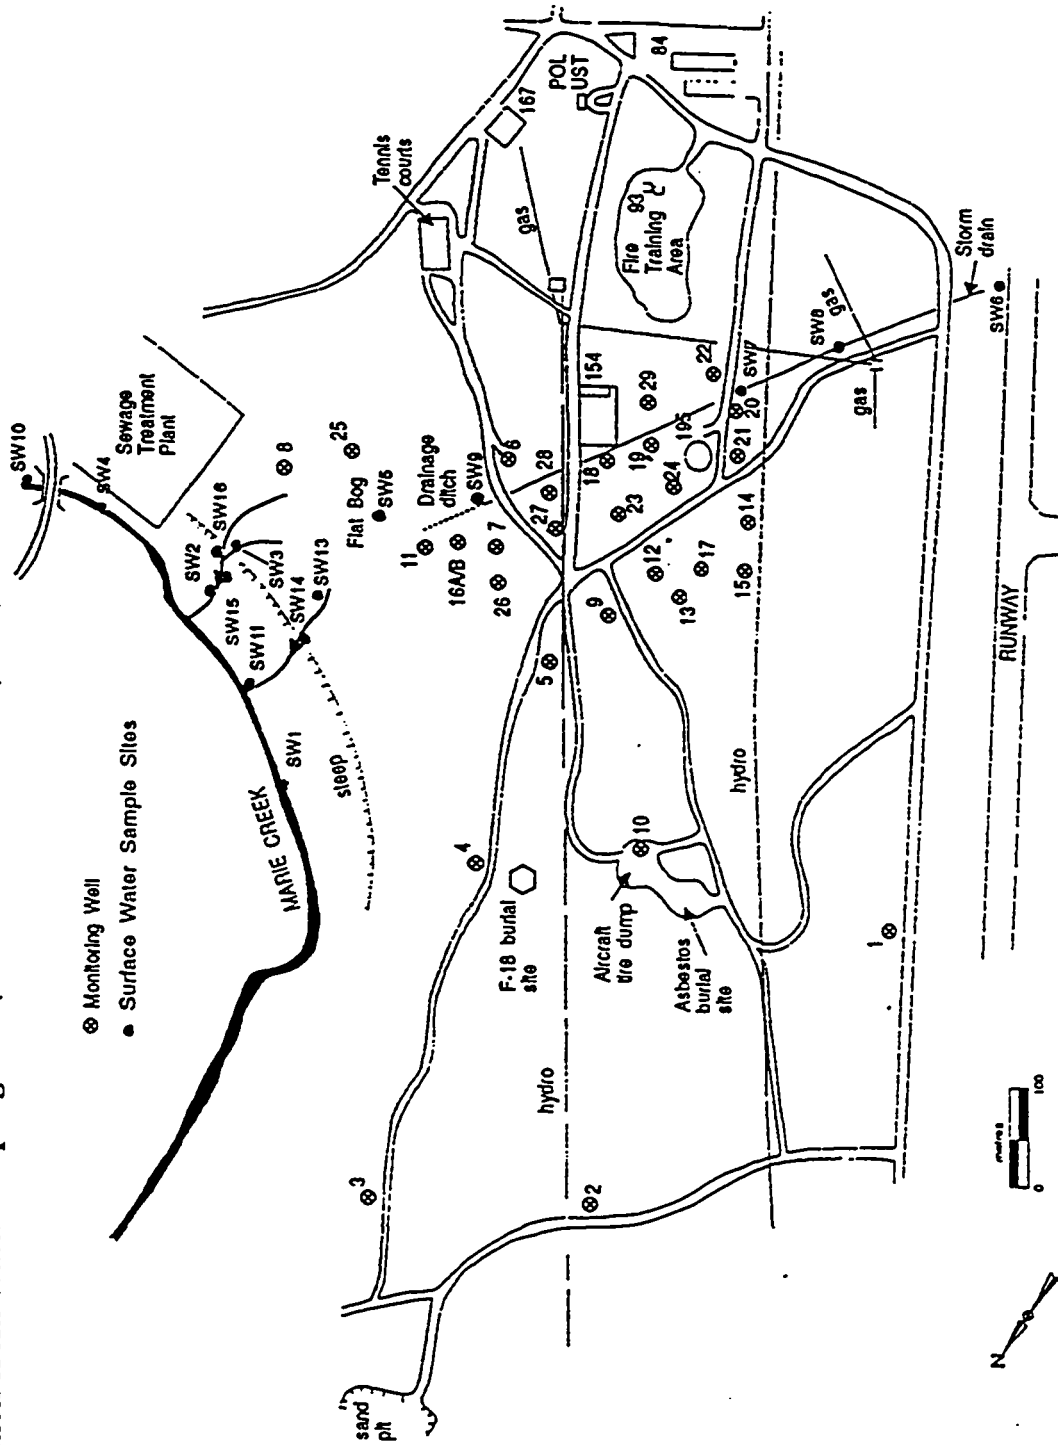 ⊗ Monitoring Well
● Surface Water Sample Sites
SW10
SW4
Sewage
Treatment
Plant
SW2
SW16
SW3
SW15
SW14
SW13
SW11
SW1
steep
MARIE CREEK
8
25
Flat Bog
SW5
Drainage
ditch
SW9
11
16A/B
7
26
6
28
27
5
4
3
2
1
F-18 burial
site
Aircraft
tire dump
10
Asbestos
burial
site
hydro
hydro
sand
pit
Tennis
courts
167
gas
POL
UST
84
Fire
Training
Area
93
154
22
29
18
19
195
24
23
20
21
SW7
SW8
gas
gas
Storm
drain
SW6
9
12
17
13
14
15
RUNWAY
metres
0
100
N